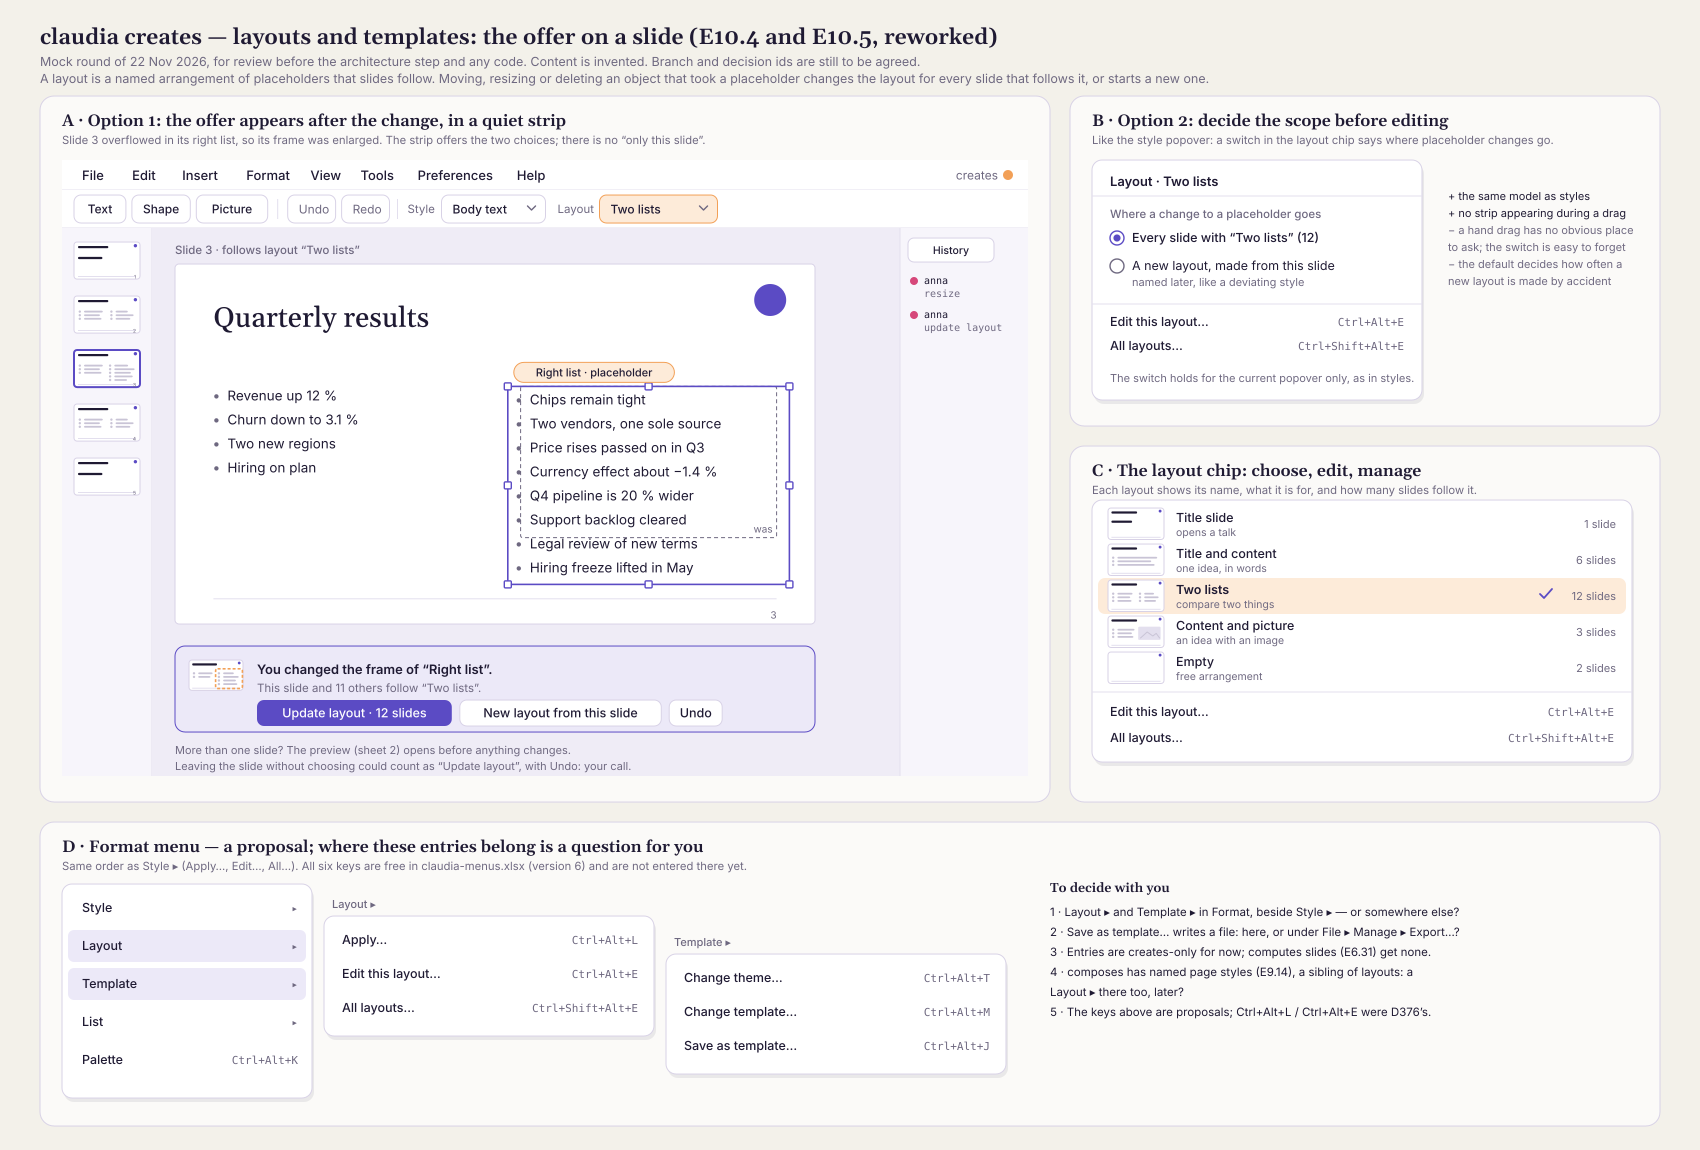 claudia creates — layouts and templates: the offer on a slide (E10.4 and E10.5, reworked)
Mock round of 22 Nov 2026, for review before the architecture step and any code. Content is invented. Branch and decision ids are still to be agreed.
A layout is a named arrangement of placeholders that slides follow. Moving, resizing or deleting an object that took a placeholder changes the layout for every slide that follows it, or starts a new one.
A · Option 1: the offer appears after the change, in a quiet strip
Slide 3 overflowed in its right list, so its frame was enlarged. The strip offers the two choices; there is no “only this slide”.
File Edit Insert Format View Tools Preferences Help creates
Text Shape Picture Undo Redo Style Body text Layout Two lists
1
2
3
4
5
Slide 3 · follows layout “Two lists”
Quarterly results
• Revenue up 12 %
• Churn down to 3.1 %
• Two new regions
• Hiring on plan
Right list · placeholder
• Chips remain tight
• Two vendors, one sole source
• Price rises passed on in Q3
• Currency effect about −1.4 %
• Q4 pipeline is 20 % wider
• Support backlog cleared
was
• Legal review of new terms
• Hiring freeze lifted in May
3
History
anna
resize
anna
update layout
You changed the frame of “Right list”.
This slide and 11 others follow “Two lists”.
Update layout · 12 slides New layout from this slide Undo
More than one slide? The preview (sheet 2) opens before anything changes.
Leaving the slide without choosing could count as “Update layout”, with Undo: your call.
B · Option 2: decide the scope before editing
Like the style popover: a switch in the layout chip says where placeholder changes go.
Layout · Two lists
Where a change to a placeholder goes
Every slide with “Two lists” (12)
A new layout, made from this slide
named later, like a deviating style
Edit this layout… Ctrl+Alt+E
All layouts… Ctrl+Shift+Alt+E
The switch holds for the current popover only, as in styles.
+ the same model as styles
+ no strip appearing during a drag
− a hand drag has no obvious place
to ask; the switch is easy to forget
− the default decides how often a
new layout is made by accident
C · The layout chip: choose, edit, manage
Each layout shows its name, what it is for, and how many slides follow it.
Title slide
opens a talk
1 slide
Title and content
one idea, in words
6 slides
Two lists
compare two things
12 slides
Content and picture
an idea with an image
3 slides
Empty
free arrangement
2 slides
Edit this layout… Ctrl+Alt+E
All layouts… Ctrl+Shift+Alt+E
D · Format menu — a proposal; where these entries belong is a question for you
Same order as Style ▸ (Apply…, Edit…, All…). All six keys are free in claudia-menus.xlsx (version 6) and are not entered there yet.
Style ▸
Layout ▸
Template ▸
List ▸
Palette Ctrl+Alt+K
Layout ▸
Apply… Ctrl+Alt+L
Edit this layout… Ctrl+Alt+E
All layouts… Ctrl+Shift+Alt+E
Template ▸
Change theme… Ctrl+Alt+T
Change template… Ctrl+Alt+M
Save as template… Ctrl+Alt+J
To decide with you
1 · Layout ▸ and Template ▸ in Format, beside Style ▸ — or somewhere else?
2 · Save as template… writes a file: here, or under File ▸ Manage ▸ Export…?
3 · Entries are creates-only for now; computes slides (E6.31) get none.
4 · composes has named page styles (E9.14), a sibling of layouts: a
Layout ▸ there too, later?
5 · The keys above are proposals; Ctrl+Alt+L / Ctrl+Alt+E were D376’s.